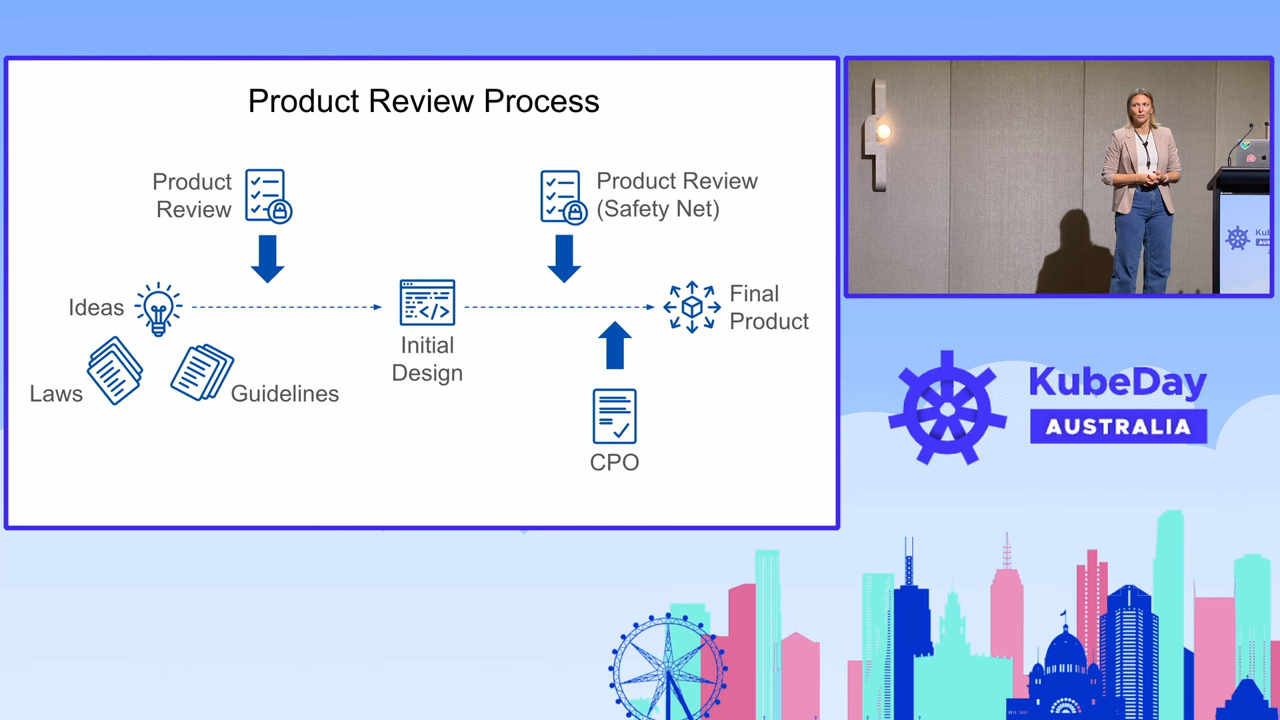 Product Review Process
Product
Review
Product Review
(Safety Net)
Ideas
Laws
Guidelines
Initial
Design
Final
Product
CPO
KubeDay
AUSTRALIA